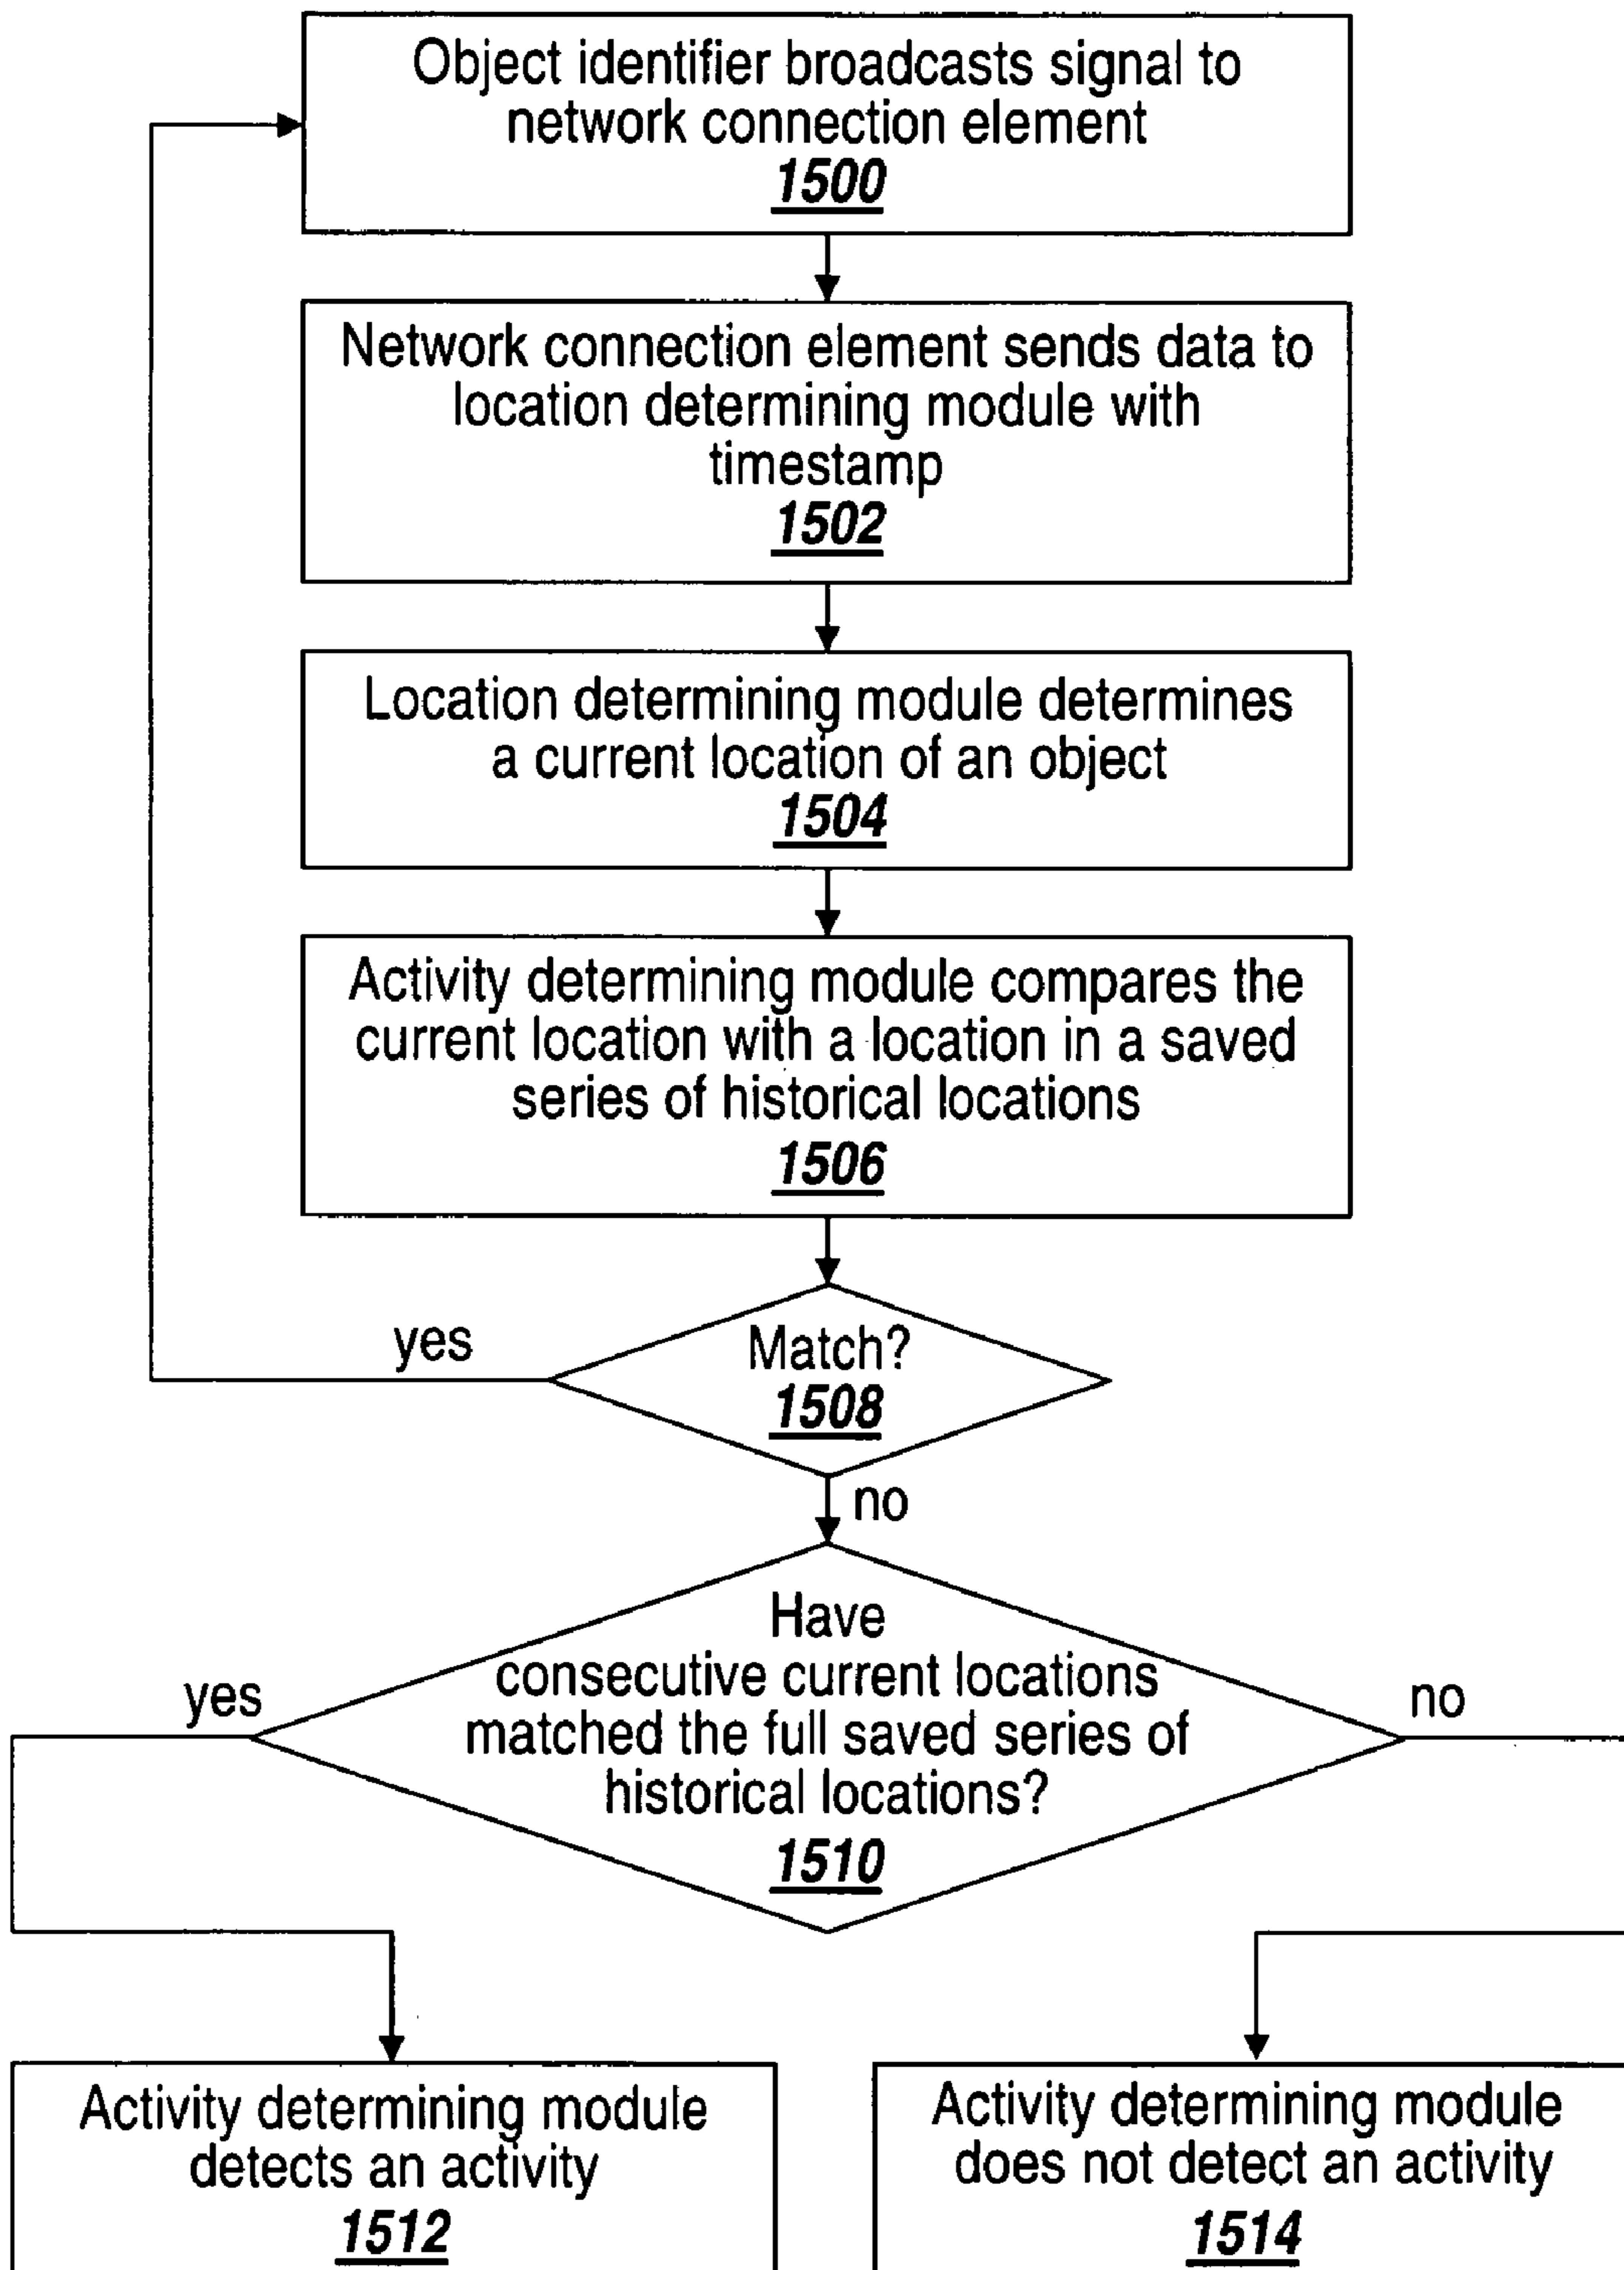 Object identifier broadcasts signal to
network connection element
1500
Network connection element sends data to
location determining module with
timestamp
1502
Location determining module determines
a current location of an object
1504
Activity determining module compares the
current location with a location in a saved
series of historical locations
1506
yes
Match?
1508
no
Have
consecutive current locations
matched the full saved series of
historical locations?
1510
yes
no
Activity determining module
detects an activity
1512
Activity determining module
does not detect an activity
1514